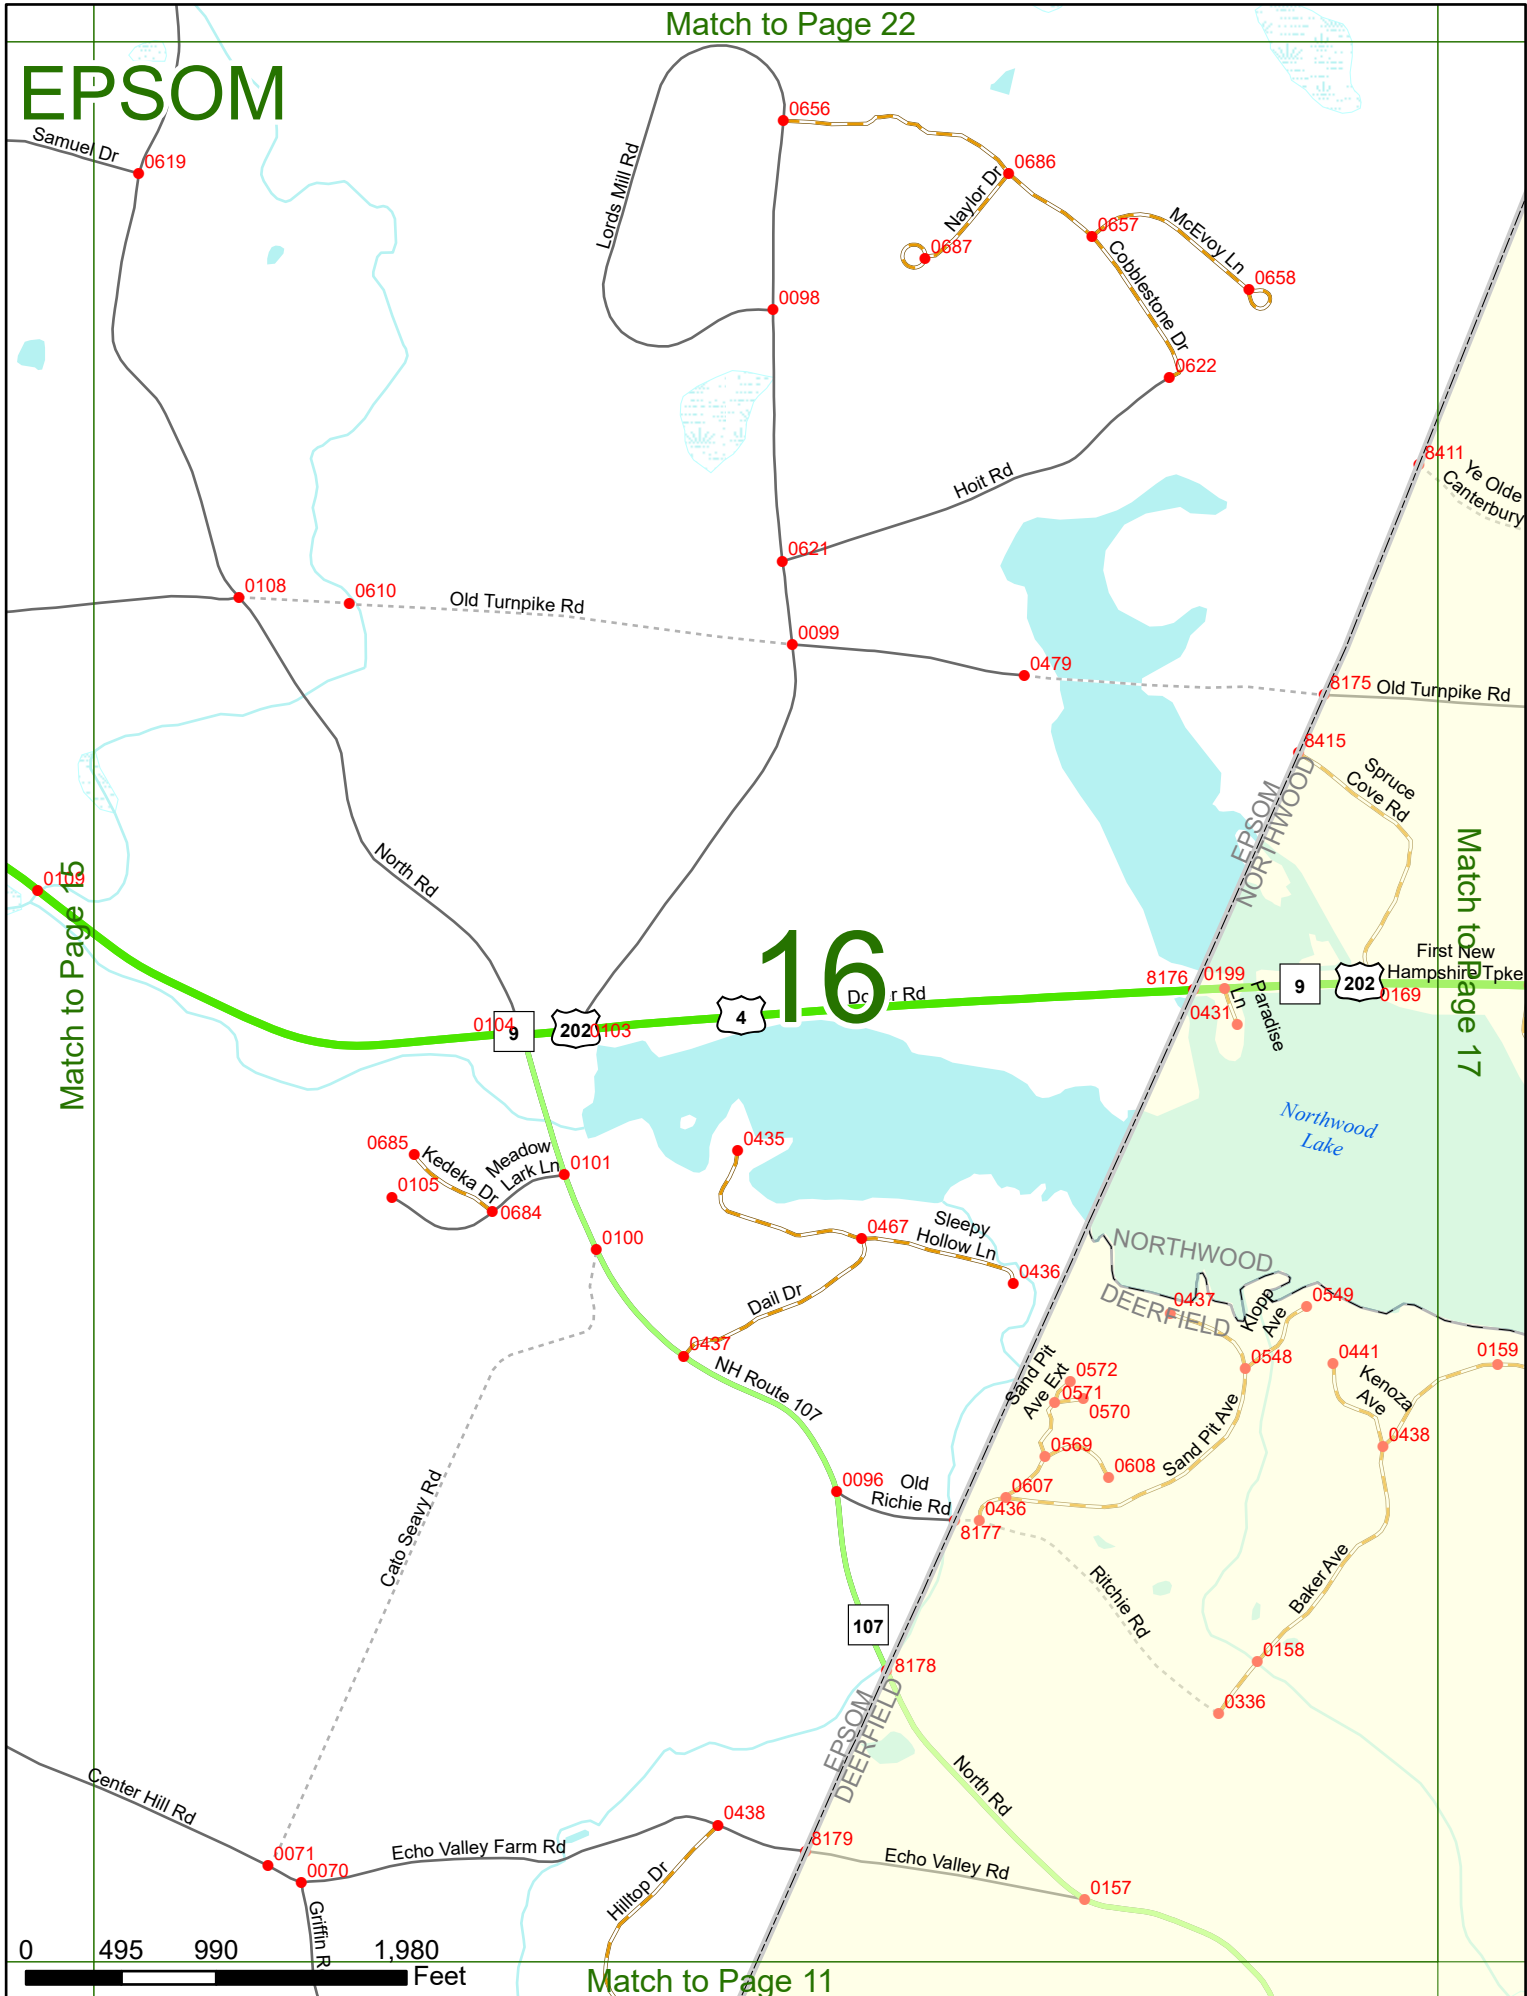 Match to Page 22
EPSOM
Samuel Dr
0619
Lords Mill Rd
0656
0686
Naylor Dr
0687
0657
McEvoy Ln
0658
Cobblestone Dr
0622
0098
8411
Ye Olde
Canterbury
Hoit Rd
0621
0108
0610
Old Turnpike Rd
0099
0479
8175
Old Turnpike Rd
8415
Spruce
Cove Rd
EPSOM
NORTHWOOD
North Rd
0109
Match to Page 15
Match to Page 17
16
First New
Hampshire Tpke
8176
0199
9
202
0169
Ln
Paradise
0431
0104
9
202
0103
4
Rd
Northwood
Lake
0685
Kedeka Dr
Meadow
Lark Ln
0101
0105
0684
0435
0100
0467
Sleepy
Hollow Ln
0436
NORTHWOOD
DEERFIELD
0437
Klopp
Ave
0549
Dail Dr
0437
NH Route 107
Sand Pit
Ave Ext
0572
0571
0570
0548
0441
Kenoza
Ave
0159
0438
0569
0608
Sand Pit Ave
0607
0096
Old
Richie Rd
0436
8177
Cato Seavy Rd
Ritchie Rd
Baker Ave
107
0158
8178
0336
EPSOM
DEERFIELD
North Rd
Center Hill Rd
0438
0071
0070
Echo Valley Farm Rd
8179
Echo Valley Rd
0157
Hilltop Dr
Griffin R
0 495 990 1,980
Feet
Match to Page 11